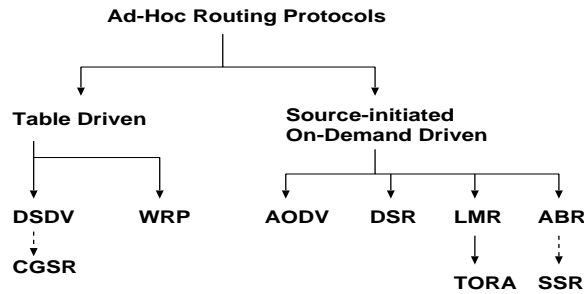 Ad-Hoc Routing Protocols
Table Driven
Source-initiated
On-Demand Driven
DSDV WRP AODV DSR LMR ABR
CGSR TORA SSR